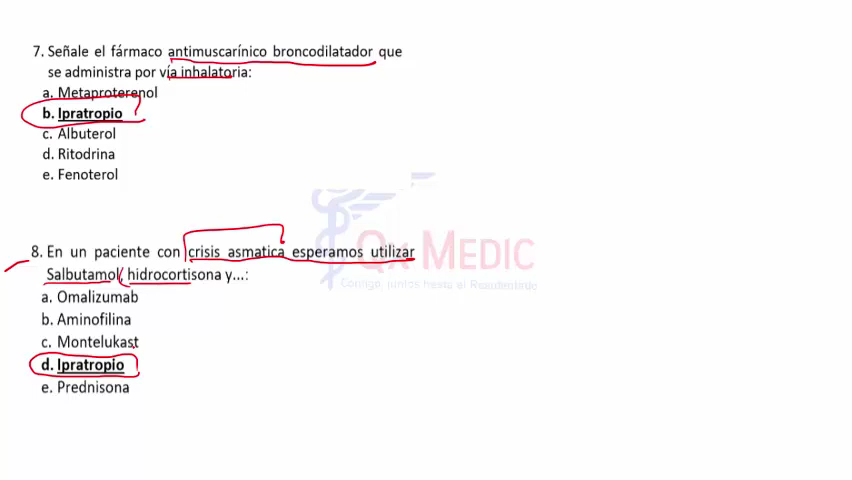 7. Señale el fármaco antimuscarínico broncodilatador que
se administra por vía inhalatoria:
a. Metaproterenol
b. Ipratropio
c. Albuterol
d. Ritodrina
e. Fenoterol
8. En un paciente con crisis asmatica esperamos utilizar
Salbutamol, hidrocortisona y...:
a. Omalizumab
b. Aminofilina
c. Montelukast
d. Ipratropio
e. Prednisona
Qx MEDIC
Contigo, juntos hasta el Residentado